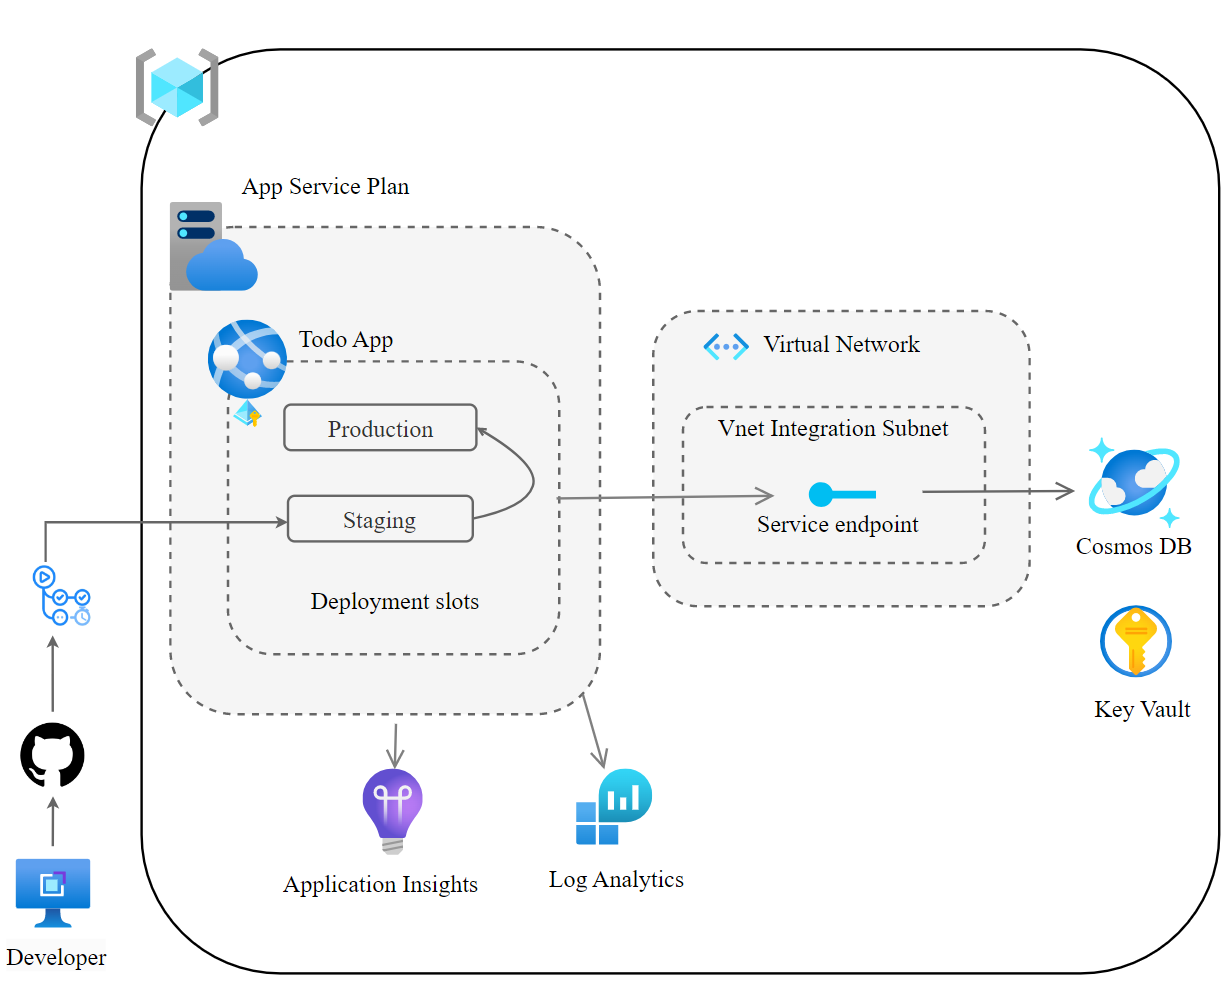 App Service Plan
Todo App
Production
Staging
Deployment slots
Virtual Network
Vnet Integration Subnet
Service endpoint
Cosmos DB
Key Vault
Application Insights
Log Analytics
Developer